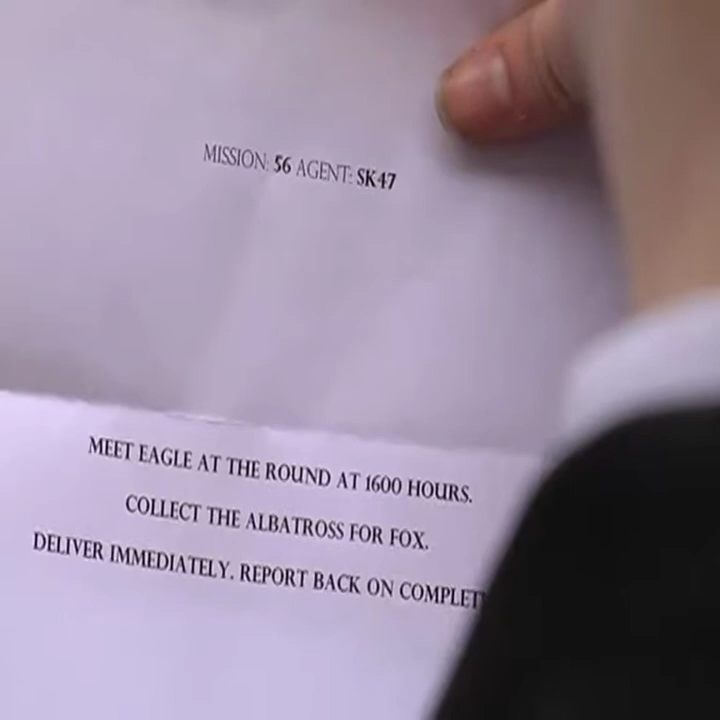 MISSION: 56 AGENT: SK47
MEET EAGLE AT THE ROUND AT 1600 HOURS.
COLLECT THE ALBATROSS FOR FOX.
DELIVER IMMEDIATELY. REPORT BACK ON